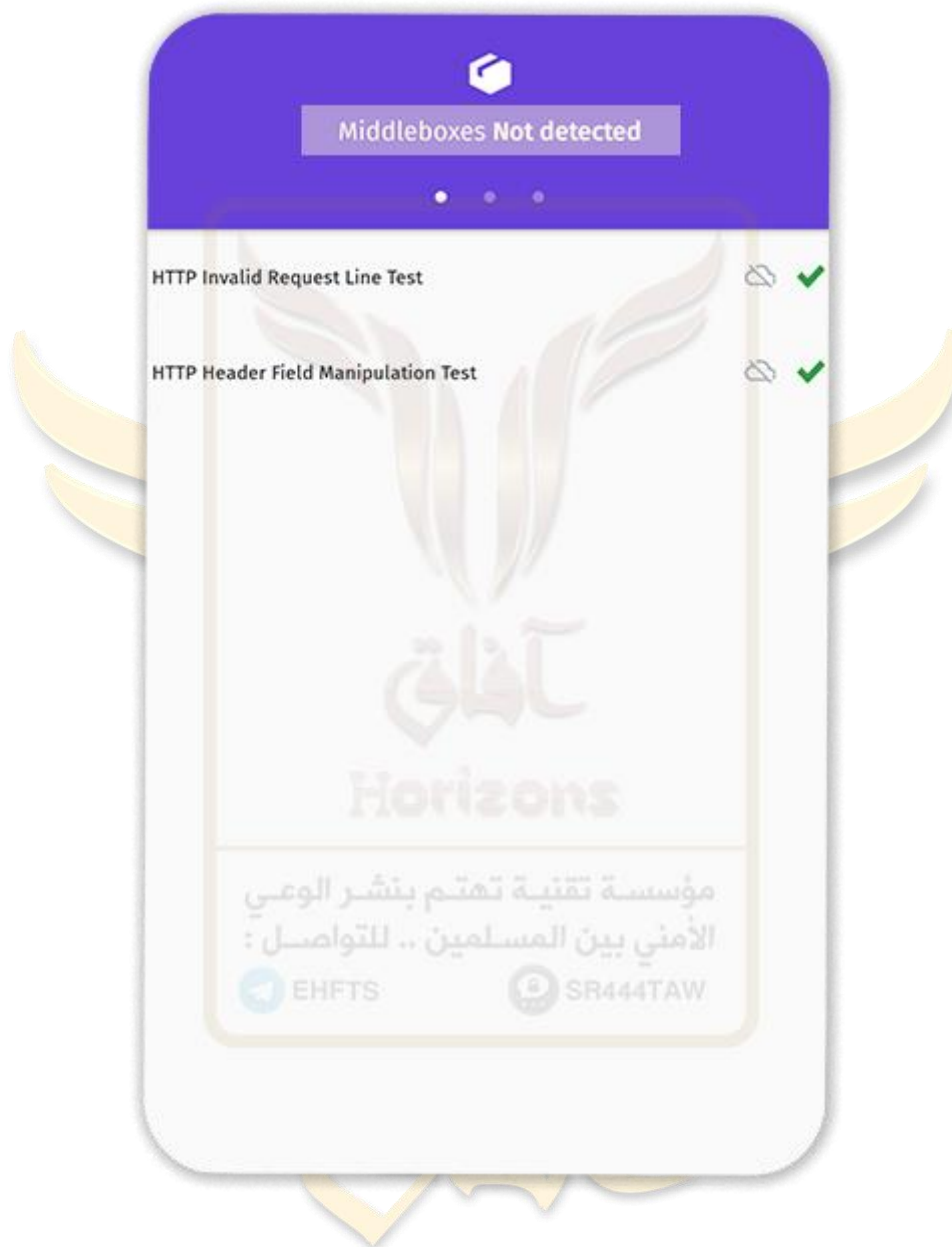 Middleboxes Not detected
HTTP Invalid Request Line Test
HTTP Header Field Manipulation Test
آفاق
Horizons
مؤسسة تقنية تهتم بنشر الوعي
الأمني بين المسلمين .. للتواصل :
EHFTS SR444TAW